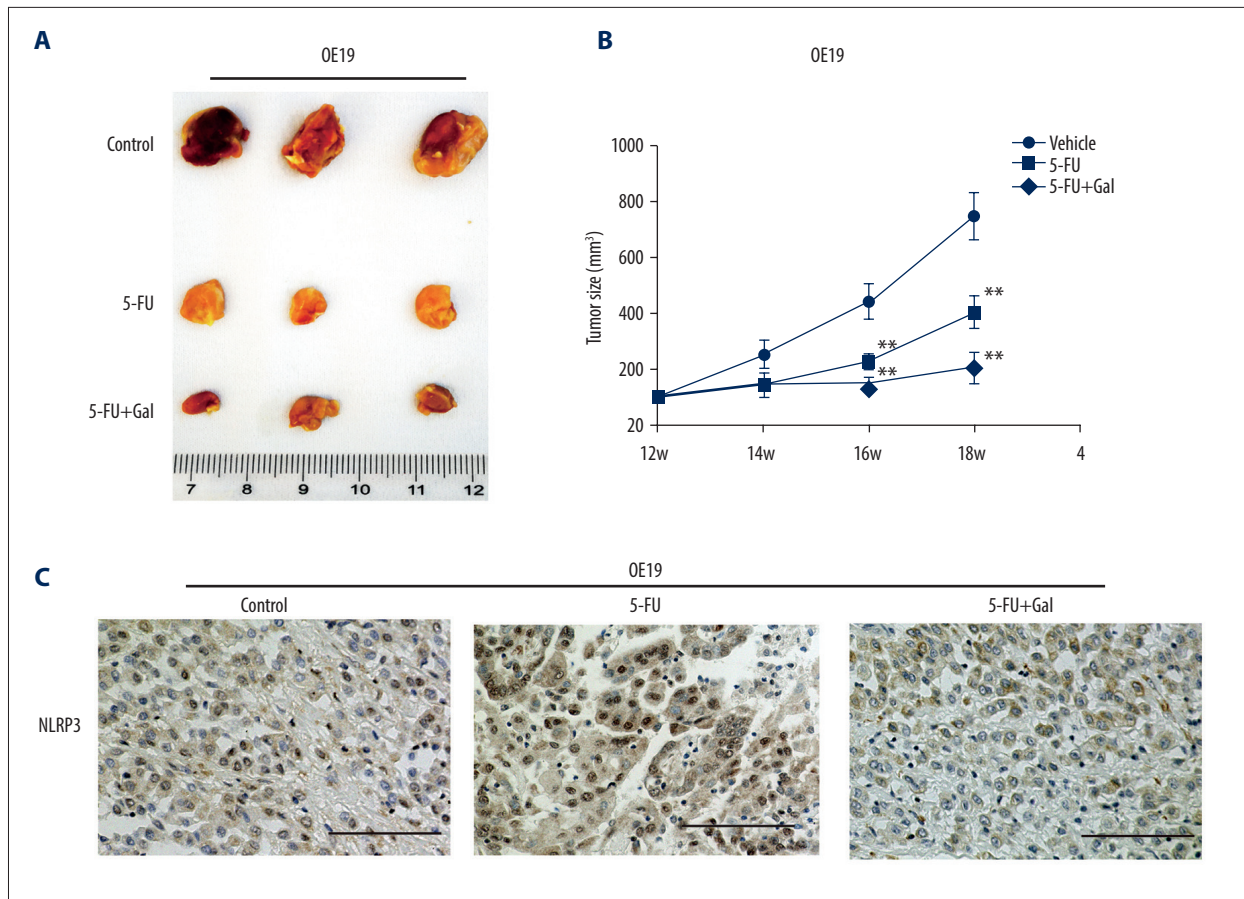 A
OE19
Control
5-FU
5-FU+Gal
7 8 9 10 11 12
B
OE19
Vehicle
5-FU
5-FU+Gal
Tumor size (mm³)
1000
800
600
400
200
20
**
**
**
**
12w 14w 16w 18w 4
C
OE19
Control 5-FU 5-FU+Gal
NLRP3